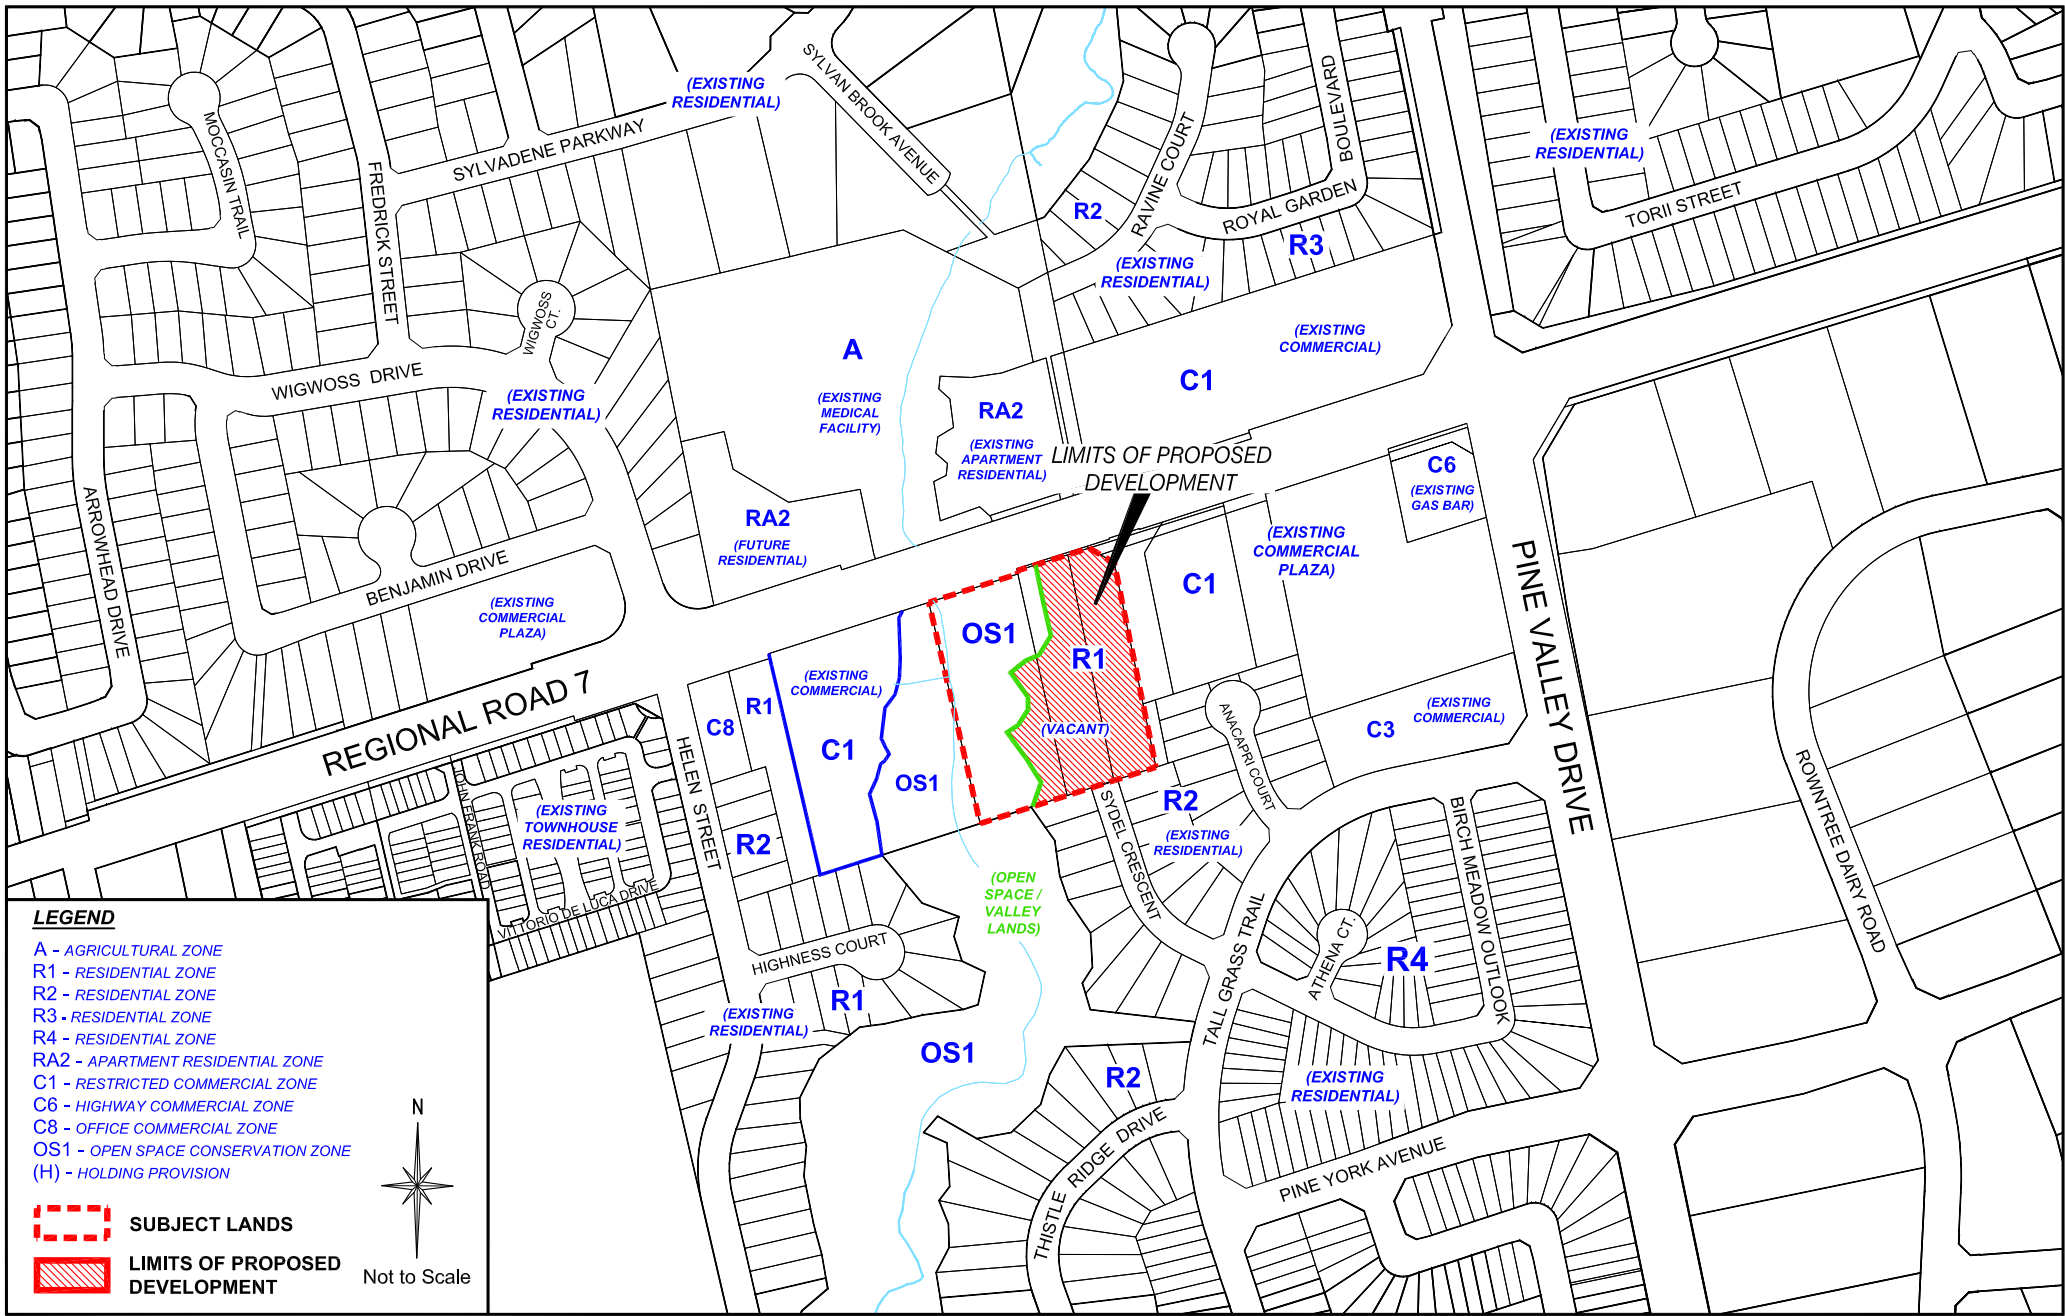 (EXISTING
RESIDENTIAL)
SYLVAN BROOK AVENUE
MOCCASIN TRAIL
FREDRICK STREET
SYLVADENE PARKWAY
R2
RAVINE COURT
BOULEVARD
ROYAL GARDEN
R3
(EXISTING
RESIDENTIAL)
(EXISTING
RESIDENTIAL)
TORII STREET
WIGWOSS
CT.
WIGWOSS DRIVE
(EXISTING
RESIDENTIAL)
A
(EXISTING
MEDICAL
FACILITY)
(EXISTING
COMMERCIAL)
C1
RA2
(EXISTING
APARTMENT
RESIDENTIAL)
LIMITS OF PROPOSED
DEVELOPMENT
C6
(EXISTING
GAS BAR)
ARROWHEAD DRIVE
BENJAMIN DRIVE
RA2
(FUTURE
RESIDENTIAL)
(EXISTING
COMMERCIAL
PLAZA)
(EXISTING
COMMERCIAL
PLAZA)
C1
PINE VALLEY DRIVE
OS1
R1
(VACANT)
REGIONAL ROAD 7
C8
R1
(EXISTING
COMMERCIAL)
C1
OS1
ANACAPRI COURT
C3
(EXISTING
COMMERCIAL)
ROWNTREE DAIRY ROAD
JOHN FRANK ROAD
(EXISTING
TOWNHOUSE
RESIDENTIAL)
HELEN STREET
R2
SYDEL CRESCENT
R2
(EXISTING
RESIDENTIAL)
BIRCH MEADOW OUTLOOK
VITTORIO DE LUCA DRIVE
(OPEN
SPACE /
VALLEY
LANDS)
HIGHNESS COURT
R1
(EXISTING
RESIDENTIAL)
TALL GRASS TRAIL
ATHENA CT.
R4
OS1
R2
(EXISTING
RESIDENTIAL)
THISTLE RIDGE DRIVE
PINE YORK AVENUE
LEGEND
A - AGRICULTURAL ZONE
R1 - RESIDENTIAL ZONE
R2 - RESIDENTIAL ZONE
R3 - RESIDENTIAL ZONE
R4 - RESIDENTIAL ZONE
RA2 - APARTMENT RESIDENTIAL ZONE
C1 - RESTRICTED COMMERCIAL ZONE
C6 - HIGHWAY COMMERCIAL ZONE
C8 - OFFICE COMMERCIAL ZONE
OS1 - OPEN SPACE CONSERVATION ZONE
(H) - HOLDING PROVISION
N
SUBJECT LANDS
LIMITS OF PROPOSED
DEVELOPMENT
Not to Scale